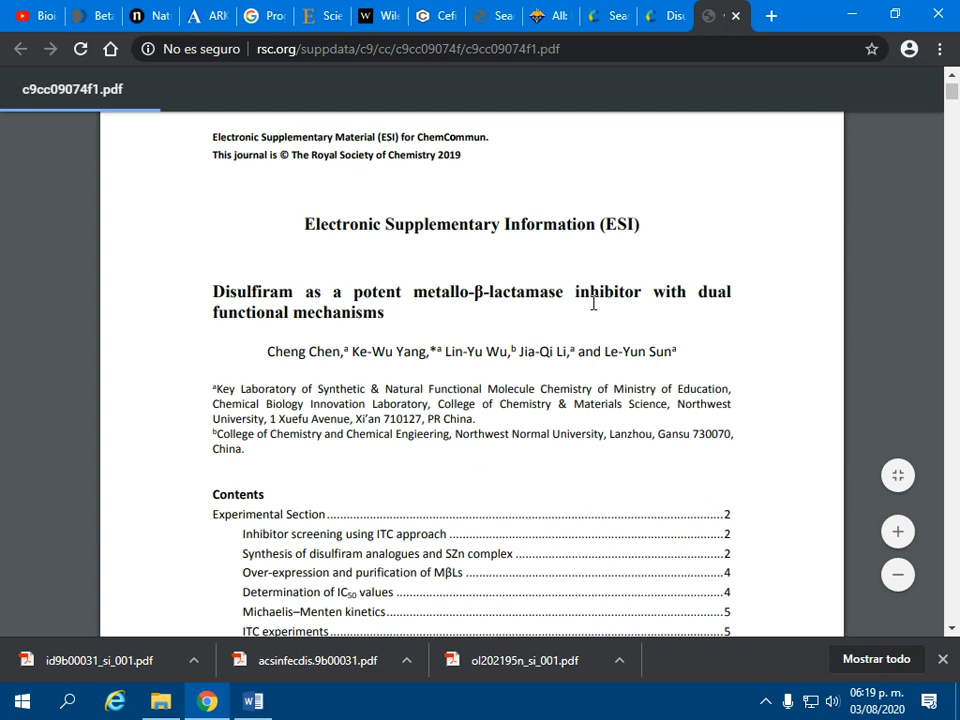 Bioi
Beta
Nat
ARK
Pro
Scie
Wile
Cefi
Sea
All
Sea
Disu
No es seguro | rsc.org/suppdata/c9/cc/c9cc09074f/c9cc09074f1.pdf
c9cc09074f1.pdf
Electronic Supplementary Material (ESI) for ChemCommun.
This journal is © The Royal Society of Chemistry 2019
Electronic Supplementary Information (ESI)
Disulfiram as a potent metallo-β-lactamase inhibitor with dual
functional mechanisms
Cheng Chen,ᵃ Ke-Wu Yang,*ᵃ Lin-Yu Wu,ᵇ Jia-Qi Li,ᵃ and Le-Yun Sunᵃ
ᵃKey Laboratory of Synthetic & Natural Functional Molecule Chemistry of Ministry of Education,
Chemical Biology Innovation Laboratory, College of Chemistry & Materials Science, Northwest
University, 1 Xuefu Avenue, Xi’an 710127, PR China.
ᵇCollege of Chemistry and Chemical Engieering, Northwest Normal University, Lanzhou, Gansu 730070,
China.
Contents
Experimental Section 2
Inhibitor screening using ITC approach 2
Synthesis of disulfiram analogues and SZn complex 2
Over-expression and purification of MβLs 4
Determination of IC₅₀ values 4
Michaelis–Menten kinetics 5
ITC experiments 5
id9b00031_si_001.pdf
acsinfecdis.9b00031.pdf
ol202195n_si_001.pdf
Mostrar todo
06:19 p. m.
03/08/2020